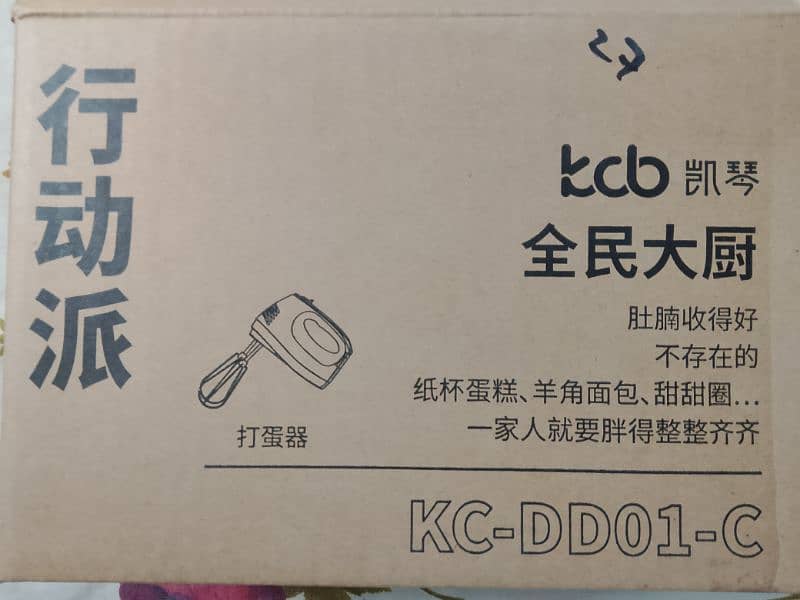 行动派
27
kcb 凯琴
全民大厨
肚腩收得好
不存在的
纸杯蛋糕、羊角面包、甜甜圈...
一家人就要胖得整整齐齐
打蛋器
KC-DD01-C